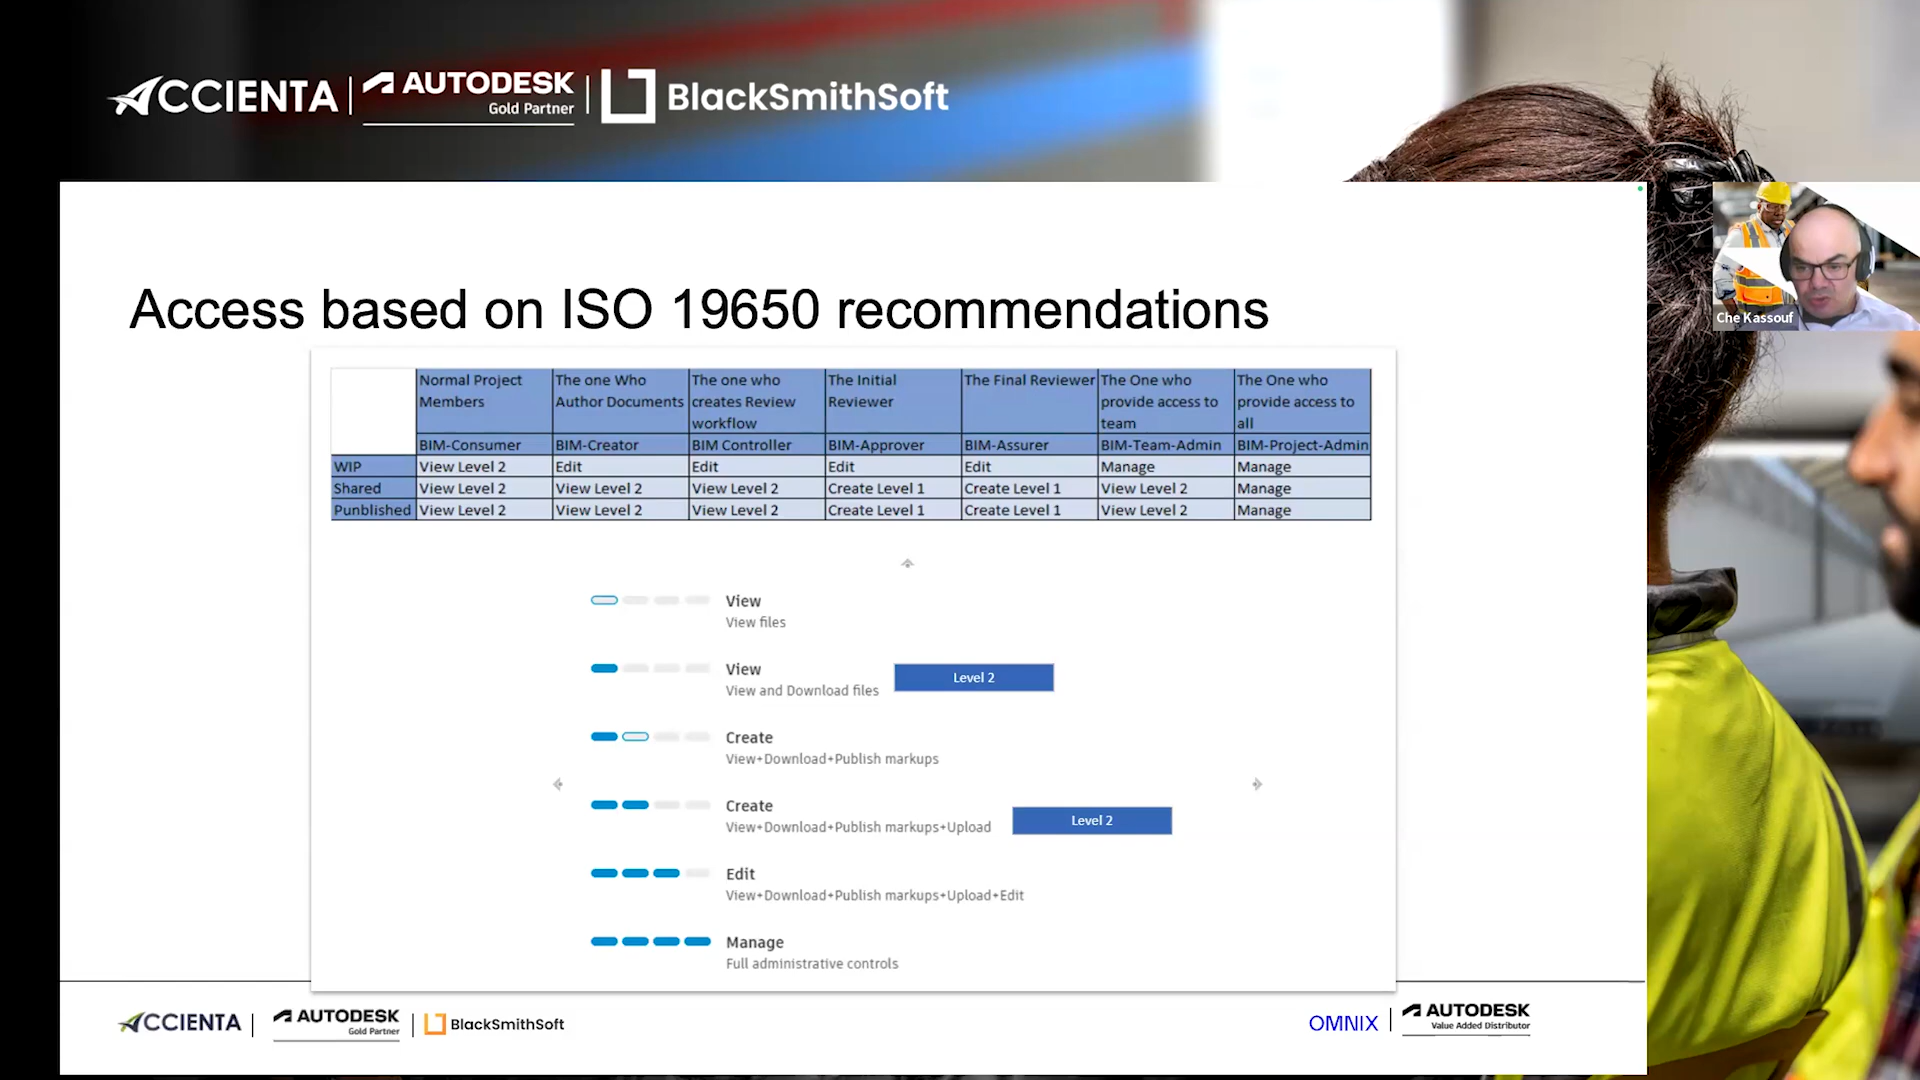 ACCIENTA | AUTODESK Gold Partner | BlackSmithSoft
Che Kassouf
Access based on ISO 19650 recommendations
Normal Project Members | The one Who Author Documents | The one who creates Review workflow | The Initial Reviewer | The Final Reviewer | The One who provide access to team | The One who provide access to all
BIM-Consumer | BIM-Creator | BIM Controller | BIM-Approver | BIM-Assurer | BIM-Team-Admin | BIM-Project-Admin
WIP | View Level 2 | Edit | Edit | Edit | Edit | Manage | Manage
Shared | View Level 2 | View Level 2 | View Level 2 | Create Level 1 | Create Level 1 | View Level 2 | Manage
Punblished | View Level 2 | View Level 2 | View Level 2 | Create Level 1 | Create Level 1 | View Level 2 | Manage
View
View files
View
View and Download files
Level 2
Create
View+Download+Publish markups
Create
View+Download+Publish markups+Upload
Level 2
Edit
View+Download+Publish markups+Upload+Edit
Manage
Full administrative controls
ACCIENTA | AUTODESK Gold Partner | BlackSmithSoft
OMNIX | AUTODESK Value Added Distributor